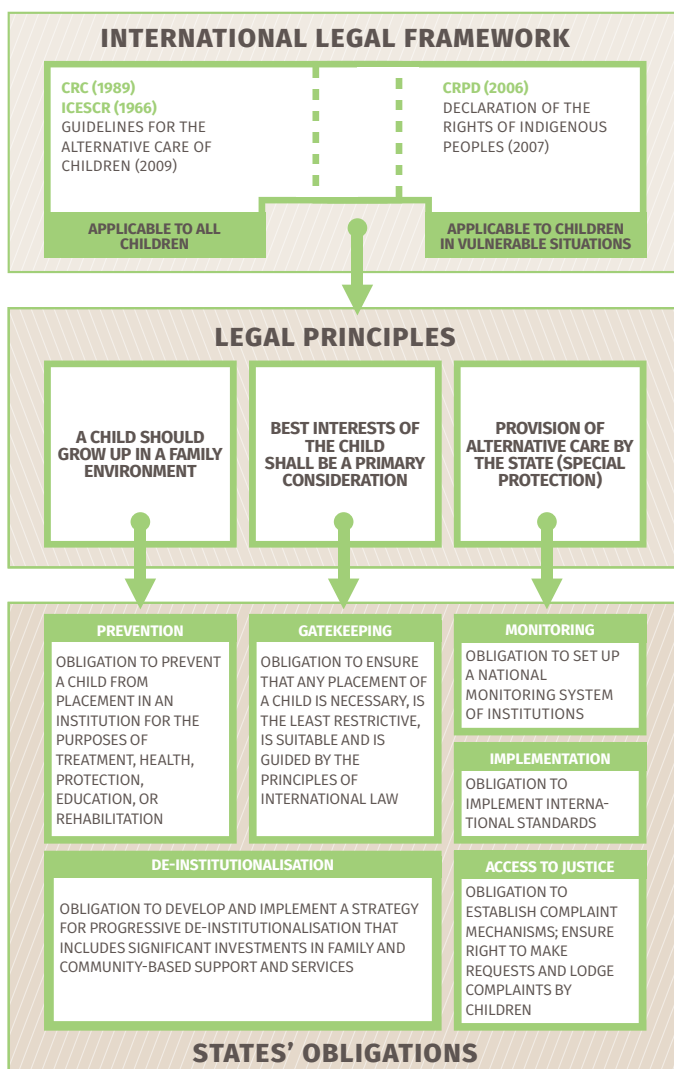 INTERNATIONAL LEGAL FRAMEWORK
CRC (1989)
ICESCR (1966)
GUIDELINES FOR THE
ALTERNATIVE CARE OF
CHILDREN (2009)
APPLICABLE TO ALL
CHILDREN
CRPD (2006)
DECLARATION OF THE
RIGHTS OF INDIGENOUS
PEOPLES (2007)
APPLICABLE TO CHILDREN
IN VULNERABLE SITUATIONS
LEGAL PRINCIPLES
A CHILD SHOULD
GROW UP IN A FAMILY
ENVIRONMENT
BEST INTERESTS OF
THE CHILD
SHALL BE A PRIMARY
CONSIDERATION
PROVISION OF
ALTERNATIVE CARE BY
THE STATE (SPECIAL
PROTECTION)
PREVENTION
OBLIGATION TO PREVENT
A CHILD FROM
PLACEMENT IN AN
INSTITUTION FOR THE
PURPOSES OF
TREATMENT, HEALTH,
PROTECTION,
EDUCATION, OR
REHABILITATION
GATEKEEPING
OBLIGATION TO ENSURE
THAT ANY PLACEMENT OF
A CHILD IS NECESSARY, IS
THE LEAST RESTRICTIVE,
IS SUITABLE AND IS
GUIDED BY THE
PRINCIPLES OF
INTERNATIONAL LAW
MONITORING
OBLIGATION TO SET UP
A NATIONAL
MONITORING SYSTEM
OF INSTITUTIONS
IMPLEMENTATION
OBLIGATION TO
IMPLEMENT INTERNA-
TIONAL STANDARDS
DE-INSTITUTIONALISATION
OBLIGATION TO DEVELOP AND IMPLEMENT A STRATEGY
FOR PROGRESSIVE DE-INSTITUTIONALISATION THAT
INCLUDES SIGNIFICANT INVESTMENTS IN FAMILY AND
COMMUNITY-BASED SUPPORT AND SERVICES
ACCESS TO JUSTICE
OBLIGATION TO
ESTABLISH COMPLAINT
MECHANISMS; ENSURE
RIGHT TO MAKE
REQUESTS AND LODGE
COMPLAINTS BY
CHILDREN
STATES’ OBLIGATIONS